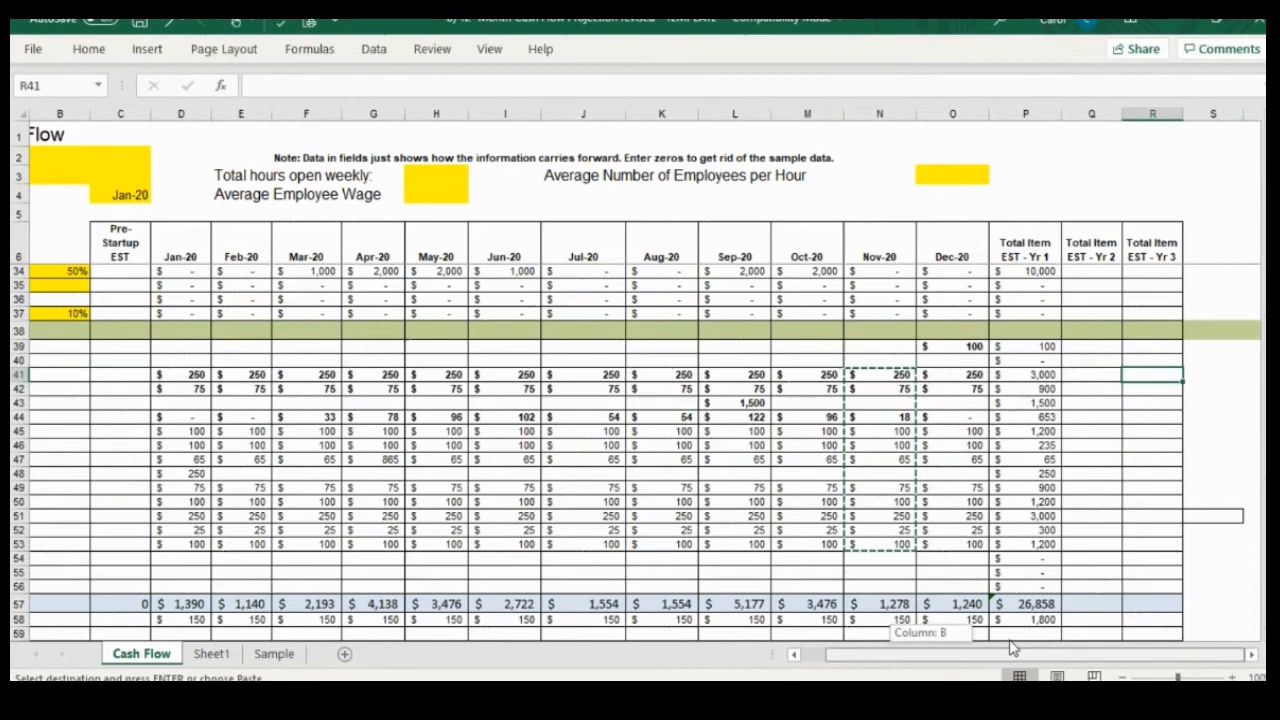 File Home Insert Page Layout Formulas Data Review View Help Share Comments
R41 fx
B C D E F G H I J K L M N O P Q R S
1 Flow
2 Note: Data in fields just shows how the information carries forward. Enter zeros to get rid of the sample data.
3 Total hours open weekly: Average Number of Employees per Hour
4 Jan-20 Average Employee Wage
5
6 Pre-Startup EST Jan-20 Feb-20 Mar-20 Apr-20 May-20 Jun-20 Jul-20 Aug-20 Sep-20 Oct-20 Nov-20 Dec-20 Total Item EST - Yr 1 Total Item EST - Yr 2 Total Item EST - Yr 3
34 50% $ - $ - $ 1,000 $ 2,000 $ 2,000 $ 1,000 $ - $ - $ 2,000 $ 2,000 $ - $ - $ 10,000
35 $ - $ - $ - $ - $ - $ - $ - $ - $ - $ - $ - $ - $ -
36 $ - $ - $ - $ - $ - $ - $ - $ - $ - $ - $ - $ - $ -
37 10% $ - $ - $ - $ - $ - $ - $ - $ - $ - $ - $ - $ - $ -
38
39 $ 100 $ 100
40 $ -
41 $ 250 $ 250 $ 250 $ 250 $ 250 $ 250 $ 250 $ 250 $ 250 $ 250 $ 250 $ 250 $ 3,000
42 $ 75 $ 75 $ 75 $ 75 $ 75 $ 75 $ 75 $ 75 $ 75 $ 75 $ 75 $ 75 $ 900
43 $ 1,500 $ 1,500
44 $ - $ - $ 33 $ 78 $ 96 $ 102 $ 54 $ 54 $ 122 $ 96 $ 18 $ - $ 653
45 $ 100 $ 100 $ 100 $ 100 $ 100 $ 100 $ 100 $ 100 $ 100 $ 100 $ 100 $ 100 $ 1,200
46 $ 100 $ 100 $ 100 $ 100 $ 100 $ 100 $ 100 $ 100 $ 100 $ 100 $ 100 $ 100 $ 235
47 $ 65 $ 65 $ 65 $ 865 $ 65 $ 65 $ 65 $ 65 $ 65 $ 65 $ 65 $ 65 $ 65
48 $ 250 $ 250
49 $ 75 $ 75 $ 75 $ 75 $ 75 $ 75 $ 75 $ 75 $ 75 $ 75 $ 75 $ 75 $ 900
50 $ 100 $ 100 $ 100 $ 100 $ 100 $ 100 $ 100 $ 100 $ 100 $ 100 $ 100 $ 100 $ 1,200
51 $ 250 $ 250 $ 250 $ 250 $ 250 $ 250 $ 250 $ 250 $ 250 $ 250 $ 250 $ 250 $ 3,000
52 $ 25 $ 25 $ 25 $ 25 $ 25 $ 25 $ 25 $ 25 $ 25 $ 25 $ 25 $ 25 $ 300
53 $ 100 $ 100 $ 100 $ 100 $ 100 $ 100 $ 100 $ 100 $ 100 $ 100 $ 100 $ 100 $ 1,200
54 $ -
55 $ -
56 $ -
57 0 $ 1,390 $ 1,140 $ 2,193 $ 4,138 $ 3,476 $ 2,722 $ 1,554 $ 1,554 $ 5,177 $ 3,476 $ 1,278 $ 1,240 $ 26,858
58 $ 150 $ 150 $ 150 $ 150 $ 150 $ 150 $ 150 $ 150 $ 150 $ 150 $ 150 $ 150 $ 1,800
59 Column: B
Cash Flow Sheet1 Sample
Select destination and press ENTER or choose Paste